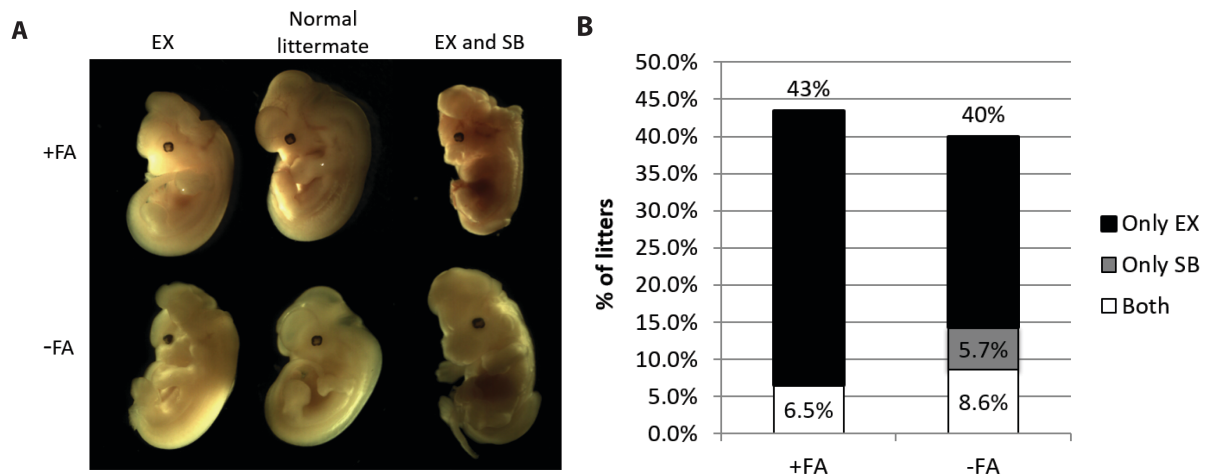 A
EX
Normal
littermate
EX and SB
+FA
-FA
B
50.0%
45.0%
40.0%
35.0%
30.0%
25.0%
20.0%
15.0%
10.0%
5.0%
0.0%
% of litters
43%
40%
5.7%
6.5%
8.6%
+FA
-FA
Only EX
Only SB
Both